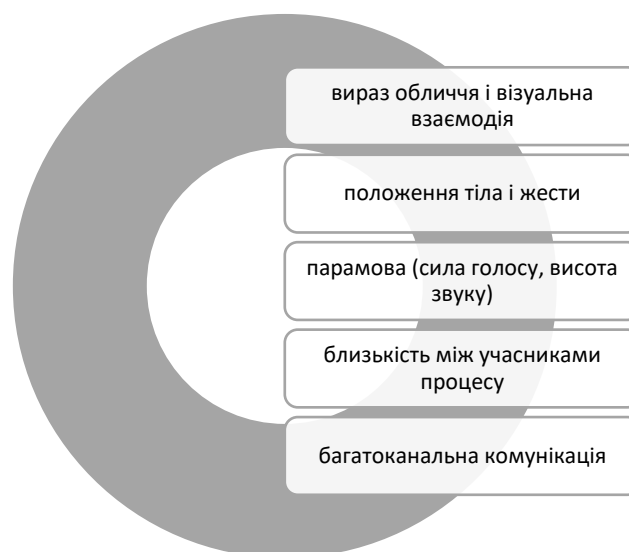 вираз обличчя і візуальна
взаємодія
положення тіла і жести
парамова (сила голосу, висота
звуку)
близькість між учасниками
процесу
багатоканальна комунікація